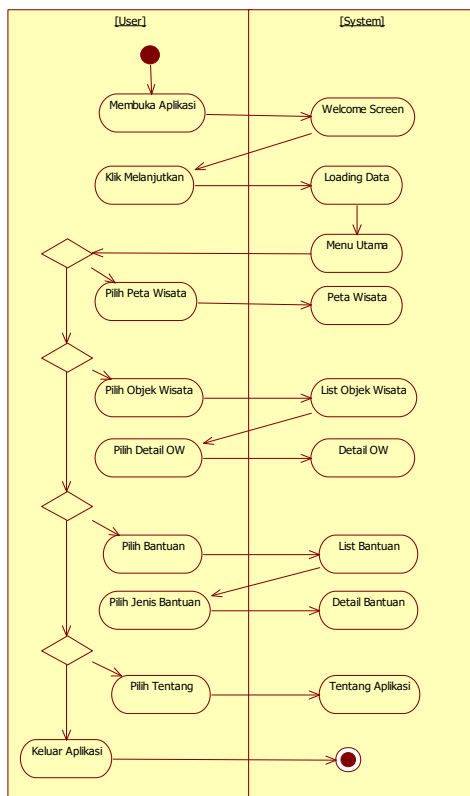 [User]
[System]
Membuka Aplikasi
Welcome Screen
Klik Melanjutkan
Loading Data
Menu Utama
Pilih Peta Wisata
Peta Wisata
Pilih Objek Wisata
List Objek Wisata
Pilih Detail OW
Detail OW
Pilih Bantuan
List Bantuan
Pilih Jenis Bantuan
Detail Bantuan
Pilih Tentang
Tentang Aplikasi
Keluar Aplikasi